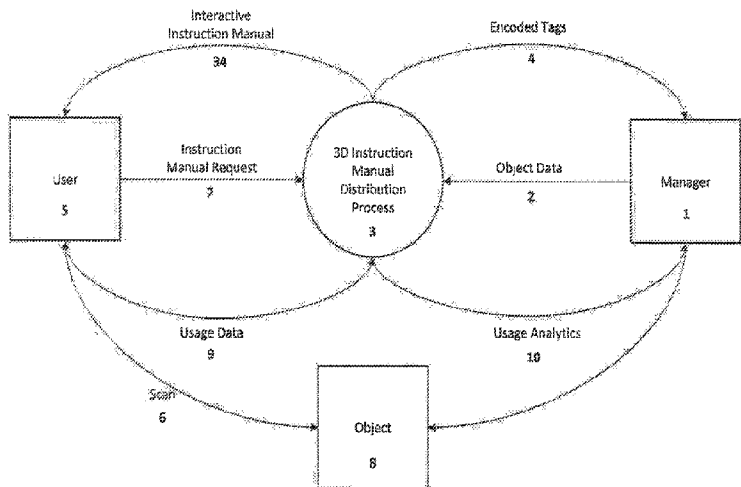 Interactive
Instruction Manual
34
Encoded Tags
4
User
5
Instruction
Manual Request
7
3D Instruction
Manual
Distribution
Process
3
Object Data
2
Manager
1
Usage Data
9
Usage Analytics
10
Scan
6
Object
8